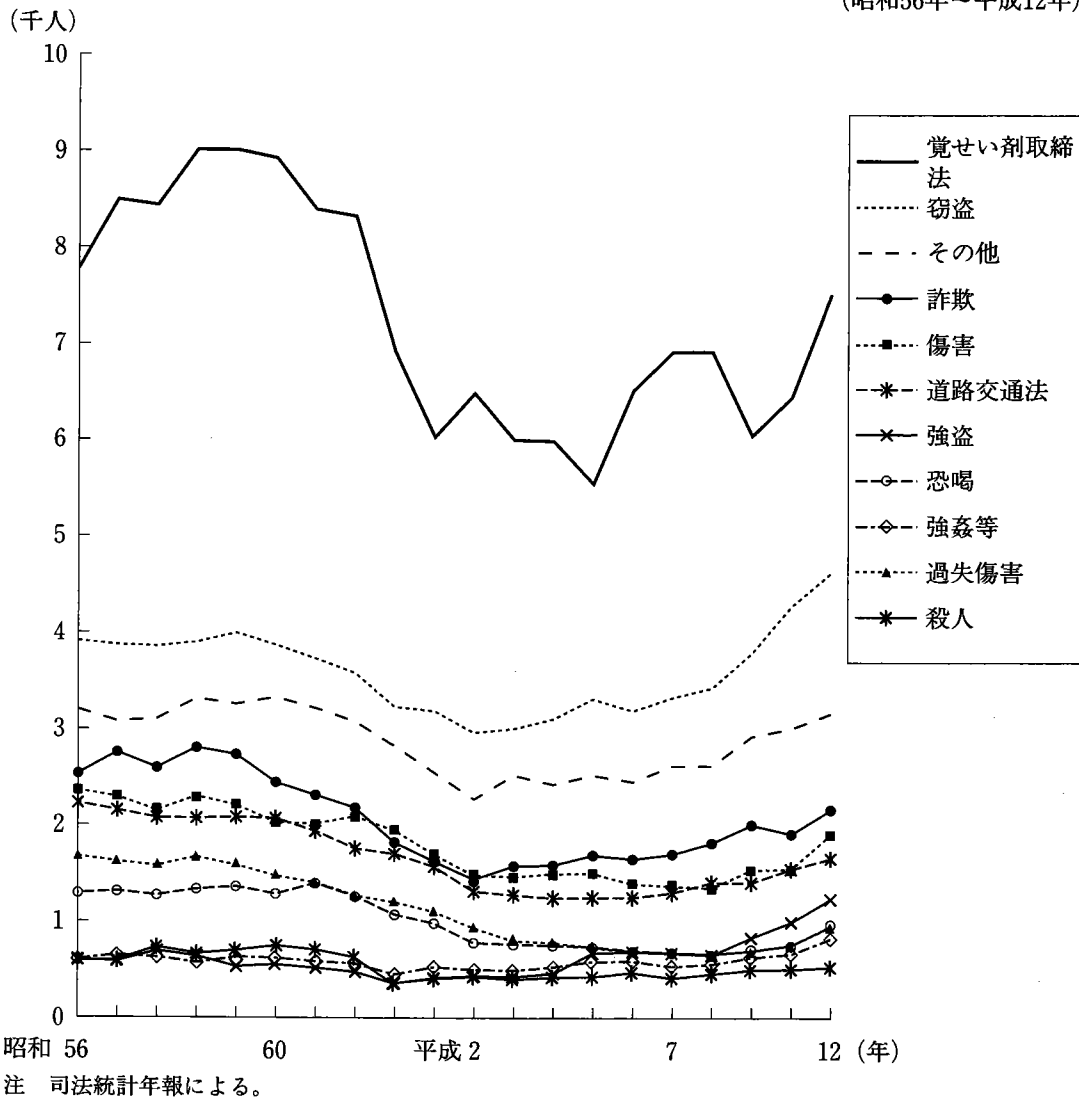 (昭和56年～平成12年)
(千人)
10
9
8
7
6
5
4
3
2
1
0
昭和 56 60 平成 2 7 12 (年)
覚せい剤取締
法
窃盗
その他
詐欺
傷害
道路交通法
強盗
恐喝
強姦等
過失傷害
殺人
注 司法統計年報による。